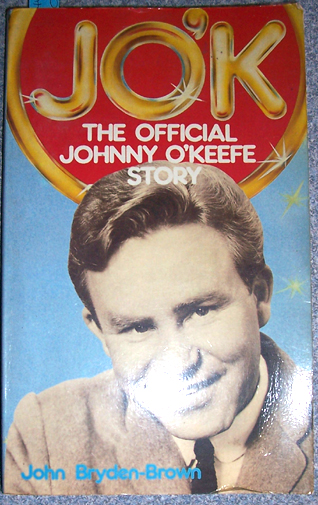 JO'K
THE OFFICIAL
JOHNNY O'KEEFE
STORY
John Bryden-Brown